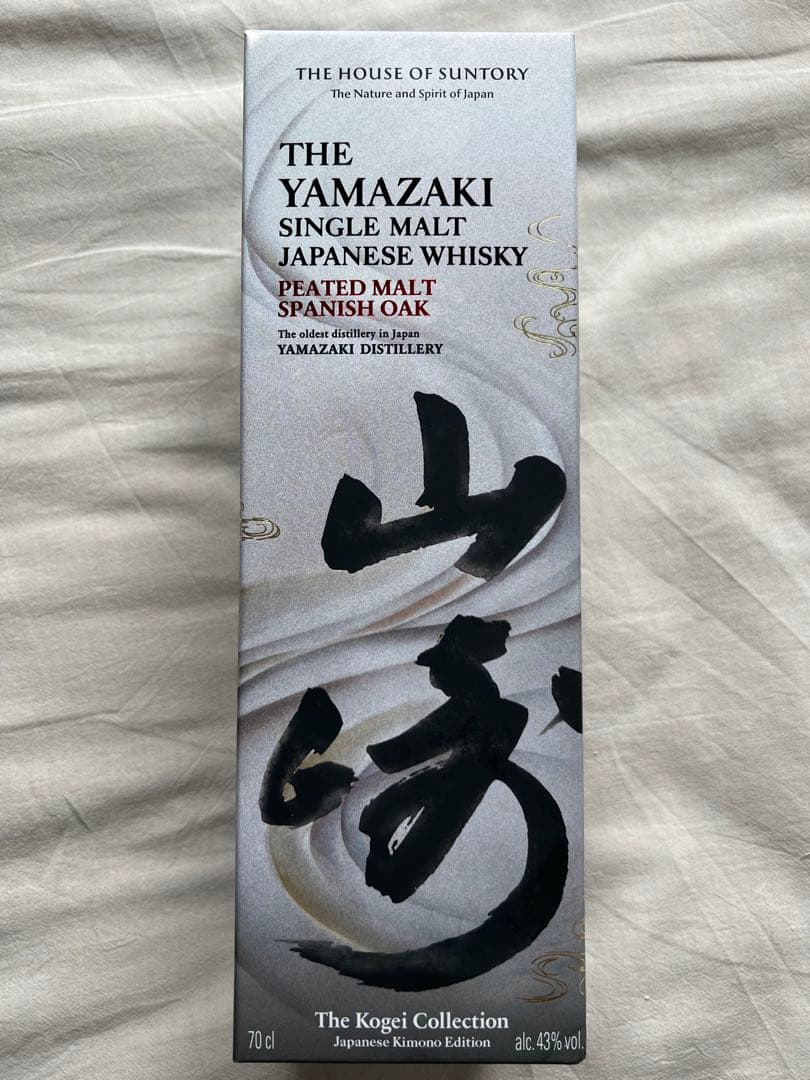 THE HOUSE OF SUNTORY
The Nature and Spirit of Japan
THE
YAMAZAKI
SINGLE MALT
JAPANESE WHISKY
PEATED MALT
SPANISH OAK
The oldest distillery in Japan
YAMAZAKI DISTILLERY
山
崎
The Kogei Collection
Japanese Kimono Edition
70 cl
alc. 43% vol.